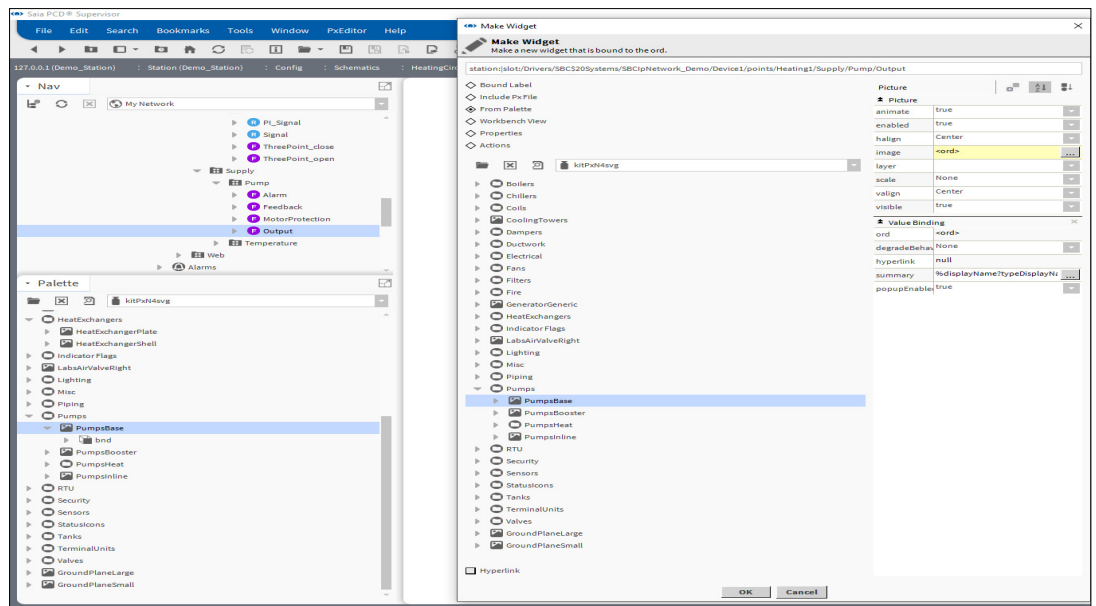 Saia PCD® Supervisor
File Edit Search Bookmarks Tools Window PxEditor Help
127.0.0.1 (Demo_Station) : Station (Demo_Station) : Config : Schematics : HeatingCir
Nav
My Network
PI_Signal
Signal
ThreePoint_close
ThreePoint_open
Supply
Pump
Alarm
Feedback
MotorProtection
Output
Temperature
Web
Alarms
Palette
kitPxN4svg
HeatExchangers
HeatExchangerPlate
HeatExchangerShell
Indicator Flags
LabsAirValveRight
Lighting
Misc
Piping
Pumps
PumpsBase
bnd
PumpsBooster
PumpsHeat
PumpsInline
RTU
Security
Sensors
StatusIcons
Tanks
TerminalUnits
Valves
GroundPlaneLarge
GroundPlaneSmall
Make Widget
Make Widget
Make a new widget that is bound to the ord.
station:|slot:/Drivers/SBC$20Systems/SBCIpNetwork_Demo/Device1/points/Heating1/Supply/Pump/Output
Bound Label
Include Px File
From Palette
Workbench View
Properties
Actions
kitPxN4svg
Boilers
Chillers
Coils
CoolingTowers
Dampers
Ductwork
Electrical
Fans
Filters
Fire
GeneratorGeneric
HeatExchangers
Indicator Flags
LabsAirValveRight
Lighting
Misc
Piping
Pumps
PumpsBase
PumpsBooster
PumpsHeat
PumpsInline
RTU
Security
Sensors
StatusIcons
Tanks
TerminalUnits
Valves
GroundPlaneLarge
GroundPlaneSmall
Hyperlink
Picture
Picture
animate true
enabled true
halign Center
image <ord>
layer
scale None
valign Center
visible true
Value Binding
ord <ord>
degradeBehav None
hyperlink null
summary %displayName?typeDisplayNa
popupEnable true
OK Cancel